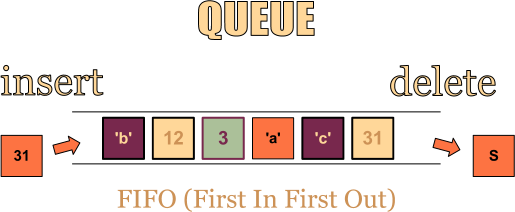 QUEUE
insert
delete
31
'b' 12 3 'a' 'c' 31
S
FIFO (First In First Out)